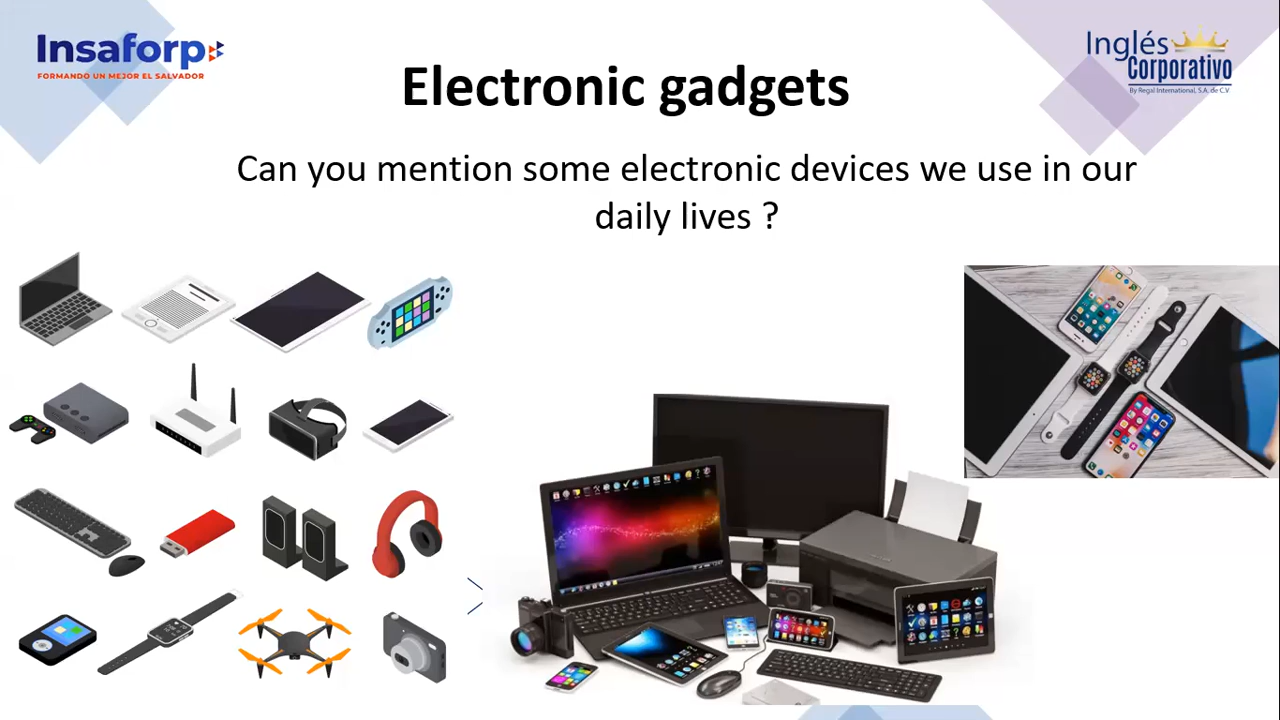 Insaforp
FORMANDO UN MEJOR EL SALVADOR
Inglés
Corporativo
By Regal International, S.A. de C.V
Electronic gadgets
Can you mention some electronic devices we use in our
daily lives ?